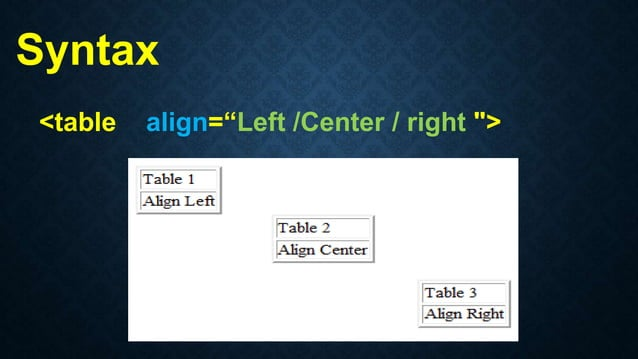 Syntax
<table align=“Left /Center / right ">
Table 1
Align Left
Table 2
Align Center
Table 3
Align Right